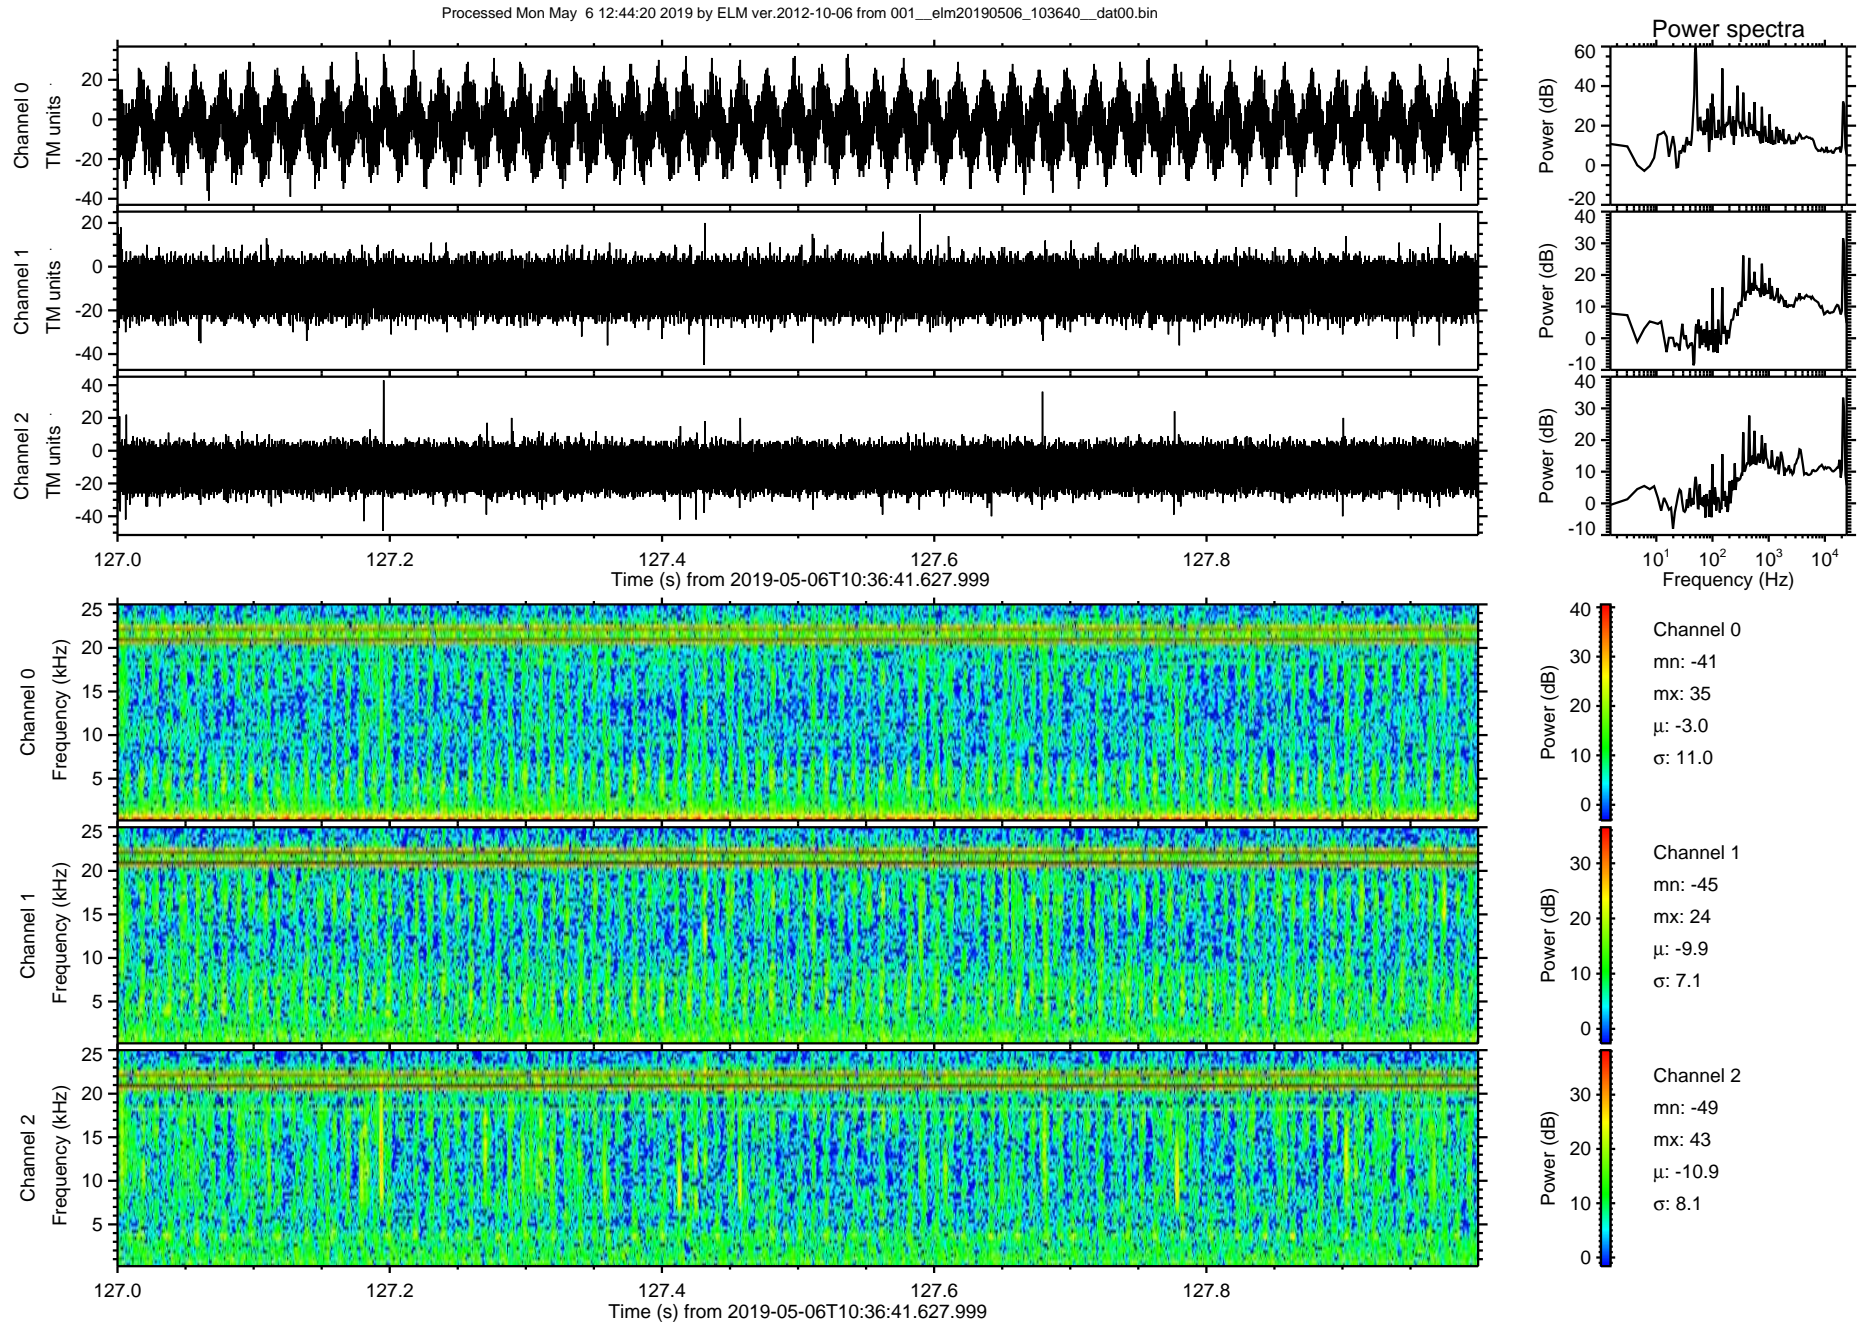 Processed Mon May  6 12:44:20 2019 by ELM ver.2012-10-06 from 001__elm20190506_103640__dat00.bin
Power spectra
Channel 0
TM units
20
0
-20
-40
Power (dB)
60
40
20
0
-20
Channel 1
TM units
20
0
-20
-40
Power (dB)
40
30
20
10
0
-10
Channel 2
TM units
40
20
0
-20
-40
Power (dB)
40
30
20
10
0
-10
127.0 127.2 127.4 127.6 127.8
Time (s) from 2019-05-06T10:36:41.627.999
10¹ 10² 10³ 10⁴
Frequency (Hz)
Channel 0
Frequency (kHz)
25
20
15
10
5
Power (dB)
40
30
20
10
0
Channel 0
mn: -41
mx: 35
μ: -3.0
σ: 11.0
Channel 1
Frequency (kHz)
25
20
15
10
5
Power (dB)
30
20
10
0
Channel 1
mn: -45
mx: 24
μ: -9.9
σ: 7.1
Channel 2
Frequency (kHz)
25
20
15
10
5
Power (dB)
30
20
10
0
Channel 2
mn: -49
mx: 43
μ: -10.9
σ: 8.1
127.0 127.2 127.4 127.6 127.8
Time (s) from 2019-05-06T10:36:41.627.999